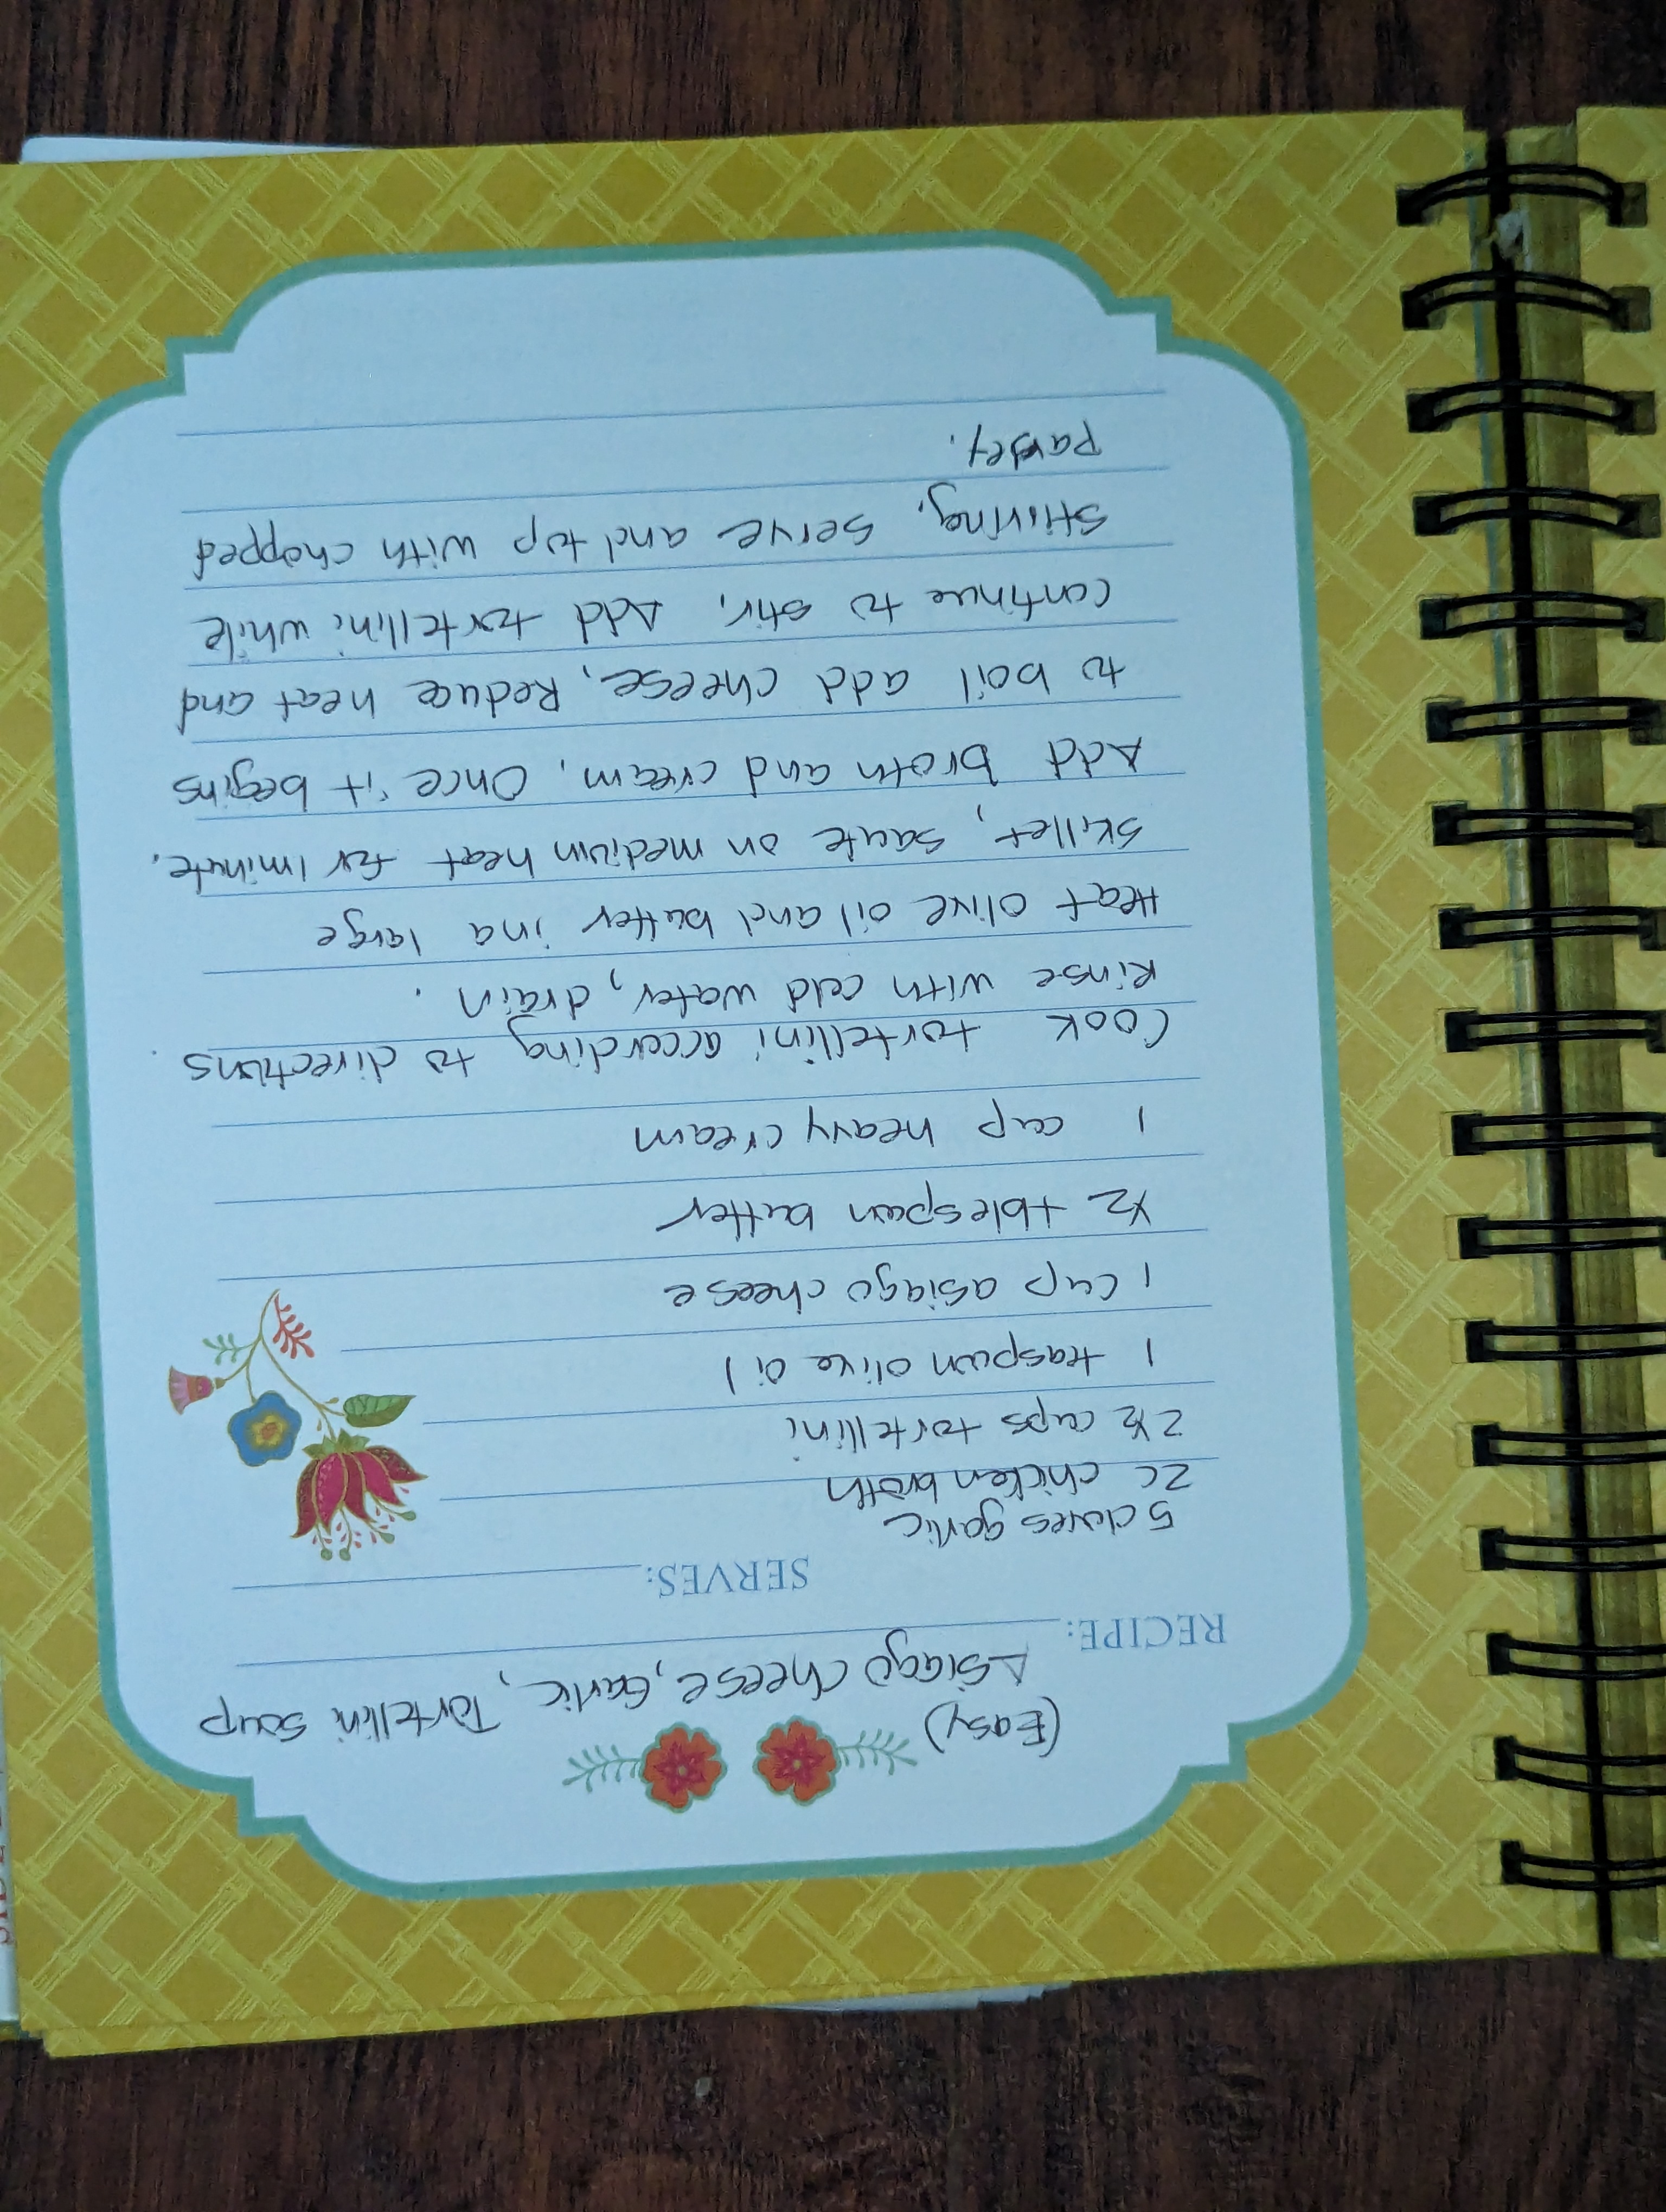 (Easy)
Asiago Cheese, Garlic, Tortellini Soup
RECIPE:
SERVES:
5 cloves garlic
2c chicken broth
2½ cups tortellini
1 teaspoon olive oil
1 cup asiago cheese
½ tblespoon butter
1 cup heavy cream
Cook tortellini according to directions.
Rinse with cold water, drain.
Heat olive oil and butter in a large
skillet, saute on medium heat for 1 minute.
Add broth and cream. Once it begins
to boil add cheese, Reduce heat and
continue to stir. Add tortellini while
stirring. Serve and top with chopped
parsley.